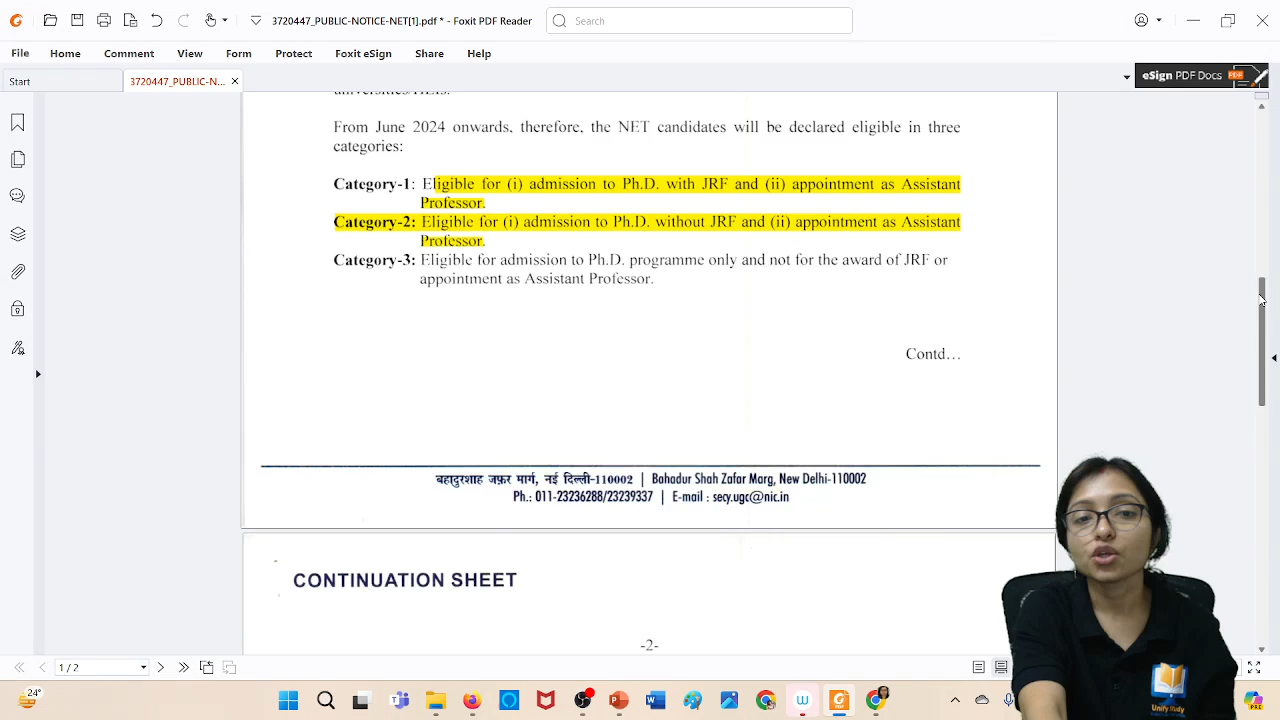 3720447_PUBLIC-NOTICE-NET[1].pdf * - Foxit PDF Reader
Search
File Home Comment View Form Protect Foxit eSign Share Help
Start 3720447_PUBLIC-N... eSign PDF Docs
universities/HEIs.
From June 2024 onwards, therefore, the NET candidates will be declared eligible in three
categories:
Category-1: Eligible for (i) admission to Ph.D. with JRF and (ii) appointment as Assistant
Professor.
Category-2: Eligible for (i) admission to Ph.D. without JRF and (ii) appointment as Assistant
Professor.
Category-3: Eligible for admission to Ph.D. programme only and not for the award of JRF or
appointment as Assistant Professor.
Contd...
बहादुरशाह ज़फ़र मार्ग, नई दिल्ली-110002 | Bahadur Shah Zafar Marg, New Delhi-110002
Ph.: 011-23236288/23239337 | E-mail : secy.ugc@nic.in
CONTINUATION SHEET
-2-
1 / 2
24°
Unify Study